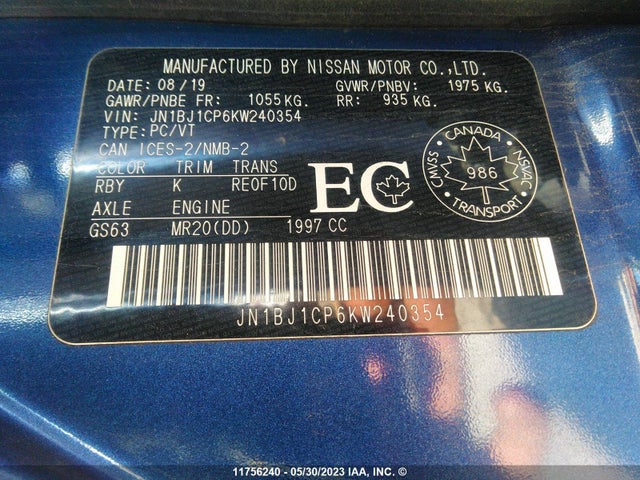 MANUFACTURED BY NISSAN MOTOR CO.,LTD.
DATE: 08/19 GVWR/PNBV: 1975 KG.
GAWR/PNBE FR: 1055 KG. RR: 935 KG.
VIN: JN1BJ1CP6KW240354
TYPE: PC/VT
CAN ICES-2/NMB-2
COLOR TRIM TRANS
RBY K RE0F10D
AXLE ENGINE
GS63 MR20(DD) 1997 CC
EC
CANADA
CMVSS
986
NSVAC
TRANSPORT
JN1BJ1CP6KW240354
11756240 - 05/30/2023 IAA, INC. ©